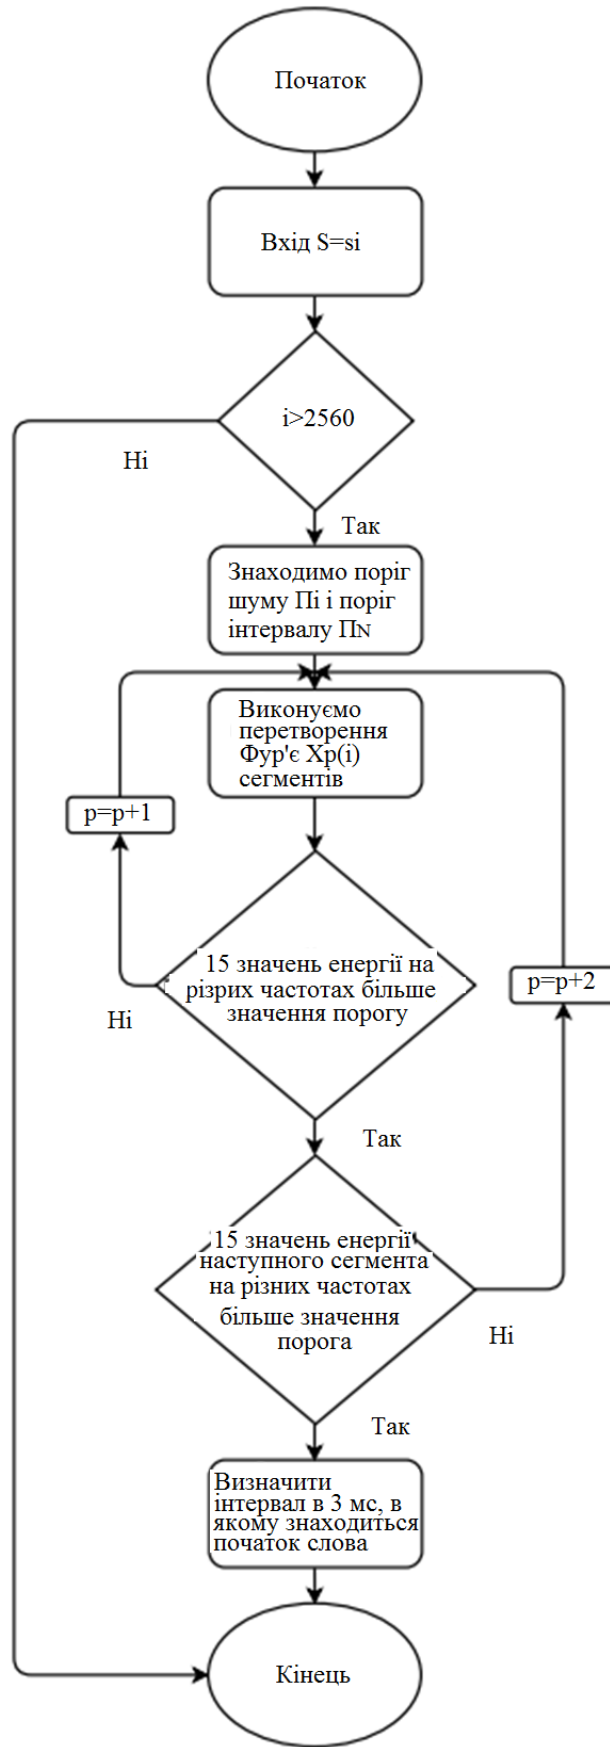 Початок
Вхід S=si
i>2560
Ні
Так
Знаходимо поріг
шуму Пі і поріг
інтервалу ПN
Виконуємо
перетворення
Фур'є Хр(і)
сегментів
p=p+1
15 значень енергії на
різрих частотах більше
значення порогу
p=p+2
Ні
Так
15 значень енергії
наступного сегмента
на різних частотах
більше значення
порога
Ні
Так
Визначити
інтервал в 3 мс, в
якому знаходиться
початок слова
Кінець